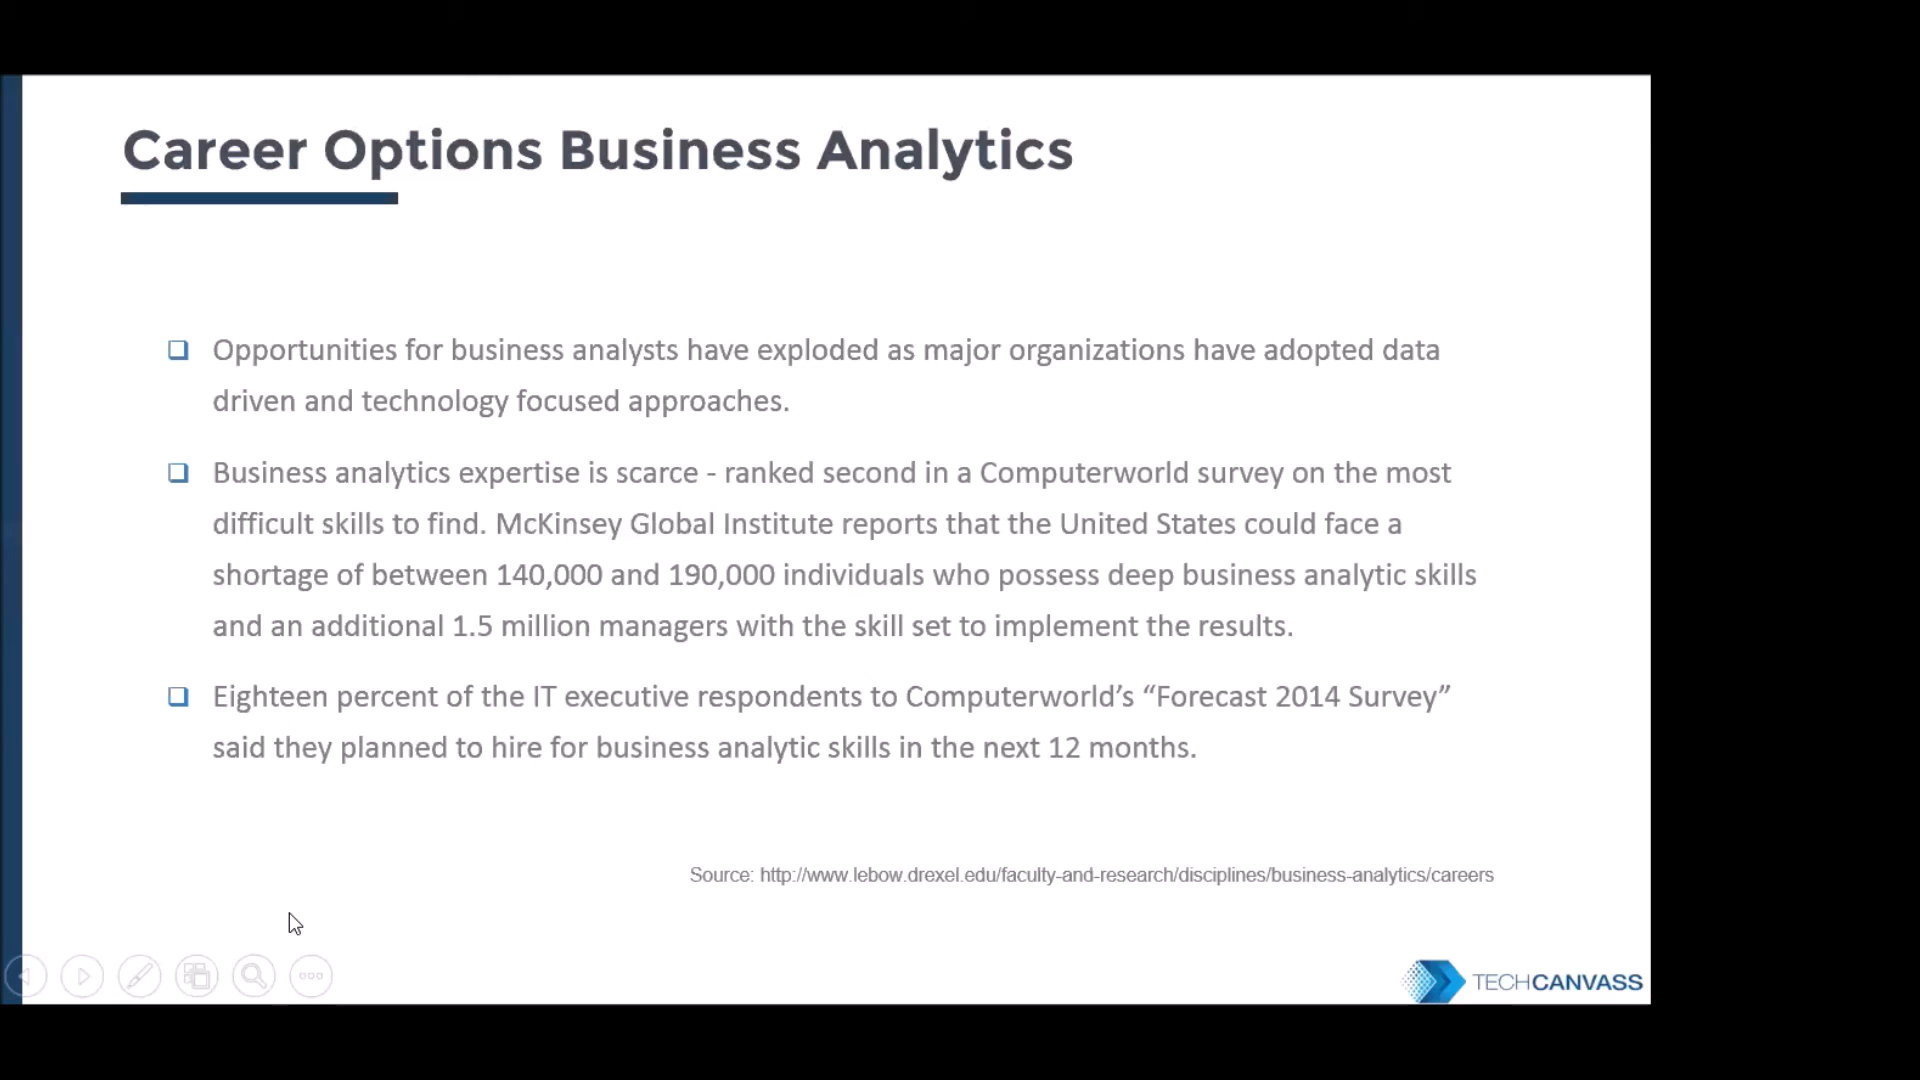 Career Options Business Analytics
Opportunities for business analysts have exploded as major organizations have adopted data
driven and technology focused approaches.
Business analytics expertise is scarce - ranked second in a Computerworld survey on the most
difficult skills to find. McKinsey Global Institute reports that the United States could face a
shortage of between 140,000 and 190,000 individuals who possess deep business analytic skills
and an additional 1.5 million managers with the skill set to implement the results.
Eighteen percent of the IT executive respondents to Computerworld’s “Forecast 2014 Survey”
said they planned to hire for business analytic skills in the next 12 months.
Source: http://www.lebow.drexel.edu/faculty-and-research/disciplines/business-analytics/careers
TECHCANVASS